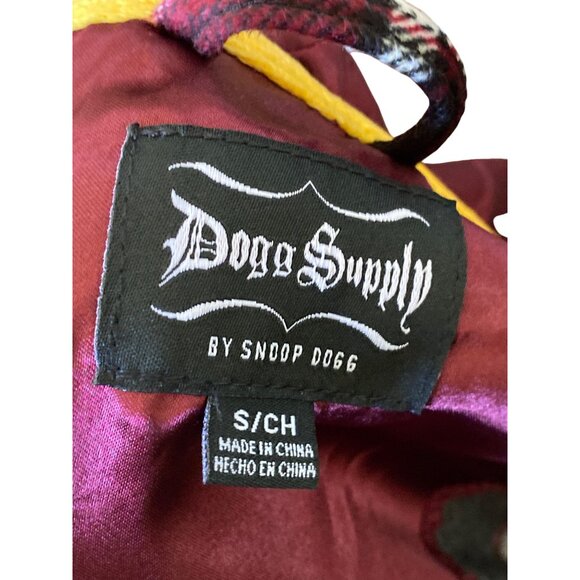 Dogg Supply
BY SNOOP DOGG
S/CH
MADE IN CHINA
HECHO EN CHINA